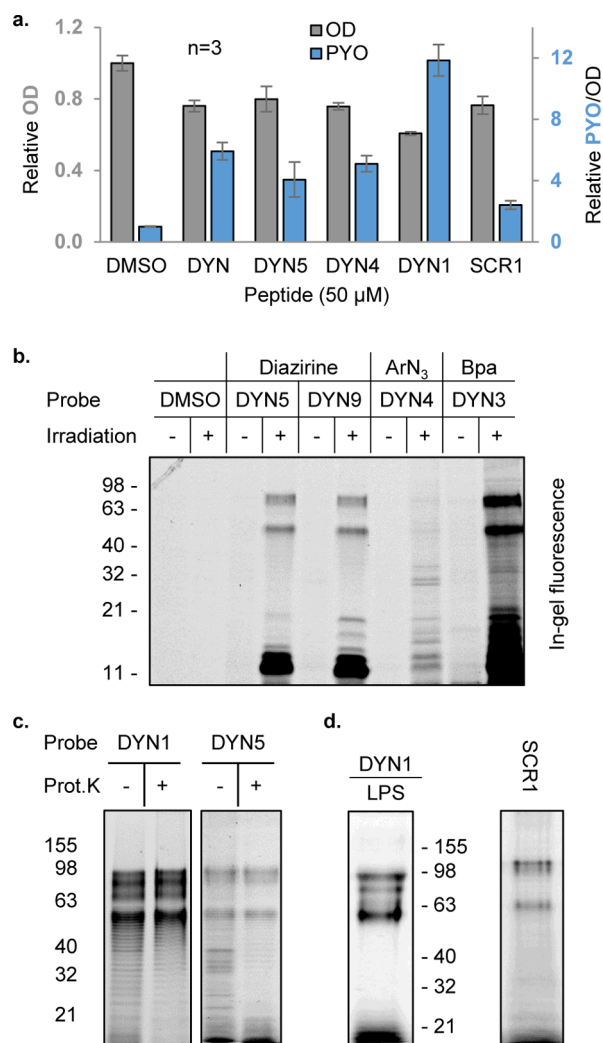 a.
1.2
0.8
0.4
0.0
Relative OD
n=3
OD
PYO
12
8
4
0
Relative PYO/OD
DMSO DYN DYN5 DYN4 DYN1 SCR1
Peptide (50 µM)
b.
Diazirine ArN3 Bpa
Probe DMSO DYN5 DYN9 DYN4 DYN3
Irradiation - + - + - + - + - +
98 -
63 -
40 -
32 -
21 -
11 -
In-gel fluorescence
c.
Probe DYN1 DYN5
Prot.K - + - +
155
98
63
40
32
21
d.
DYN1
LPS
SCR1
- 155
- 98
- 63
- 40
- 32
- 21